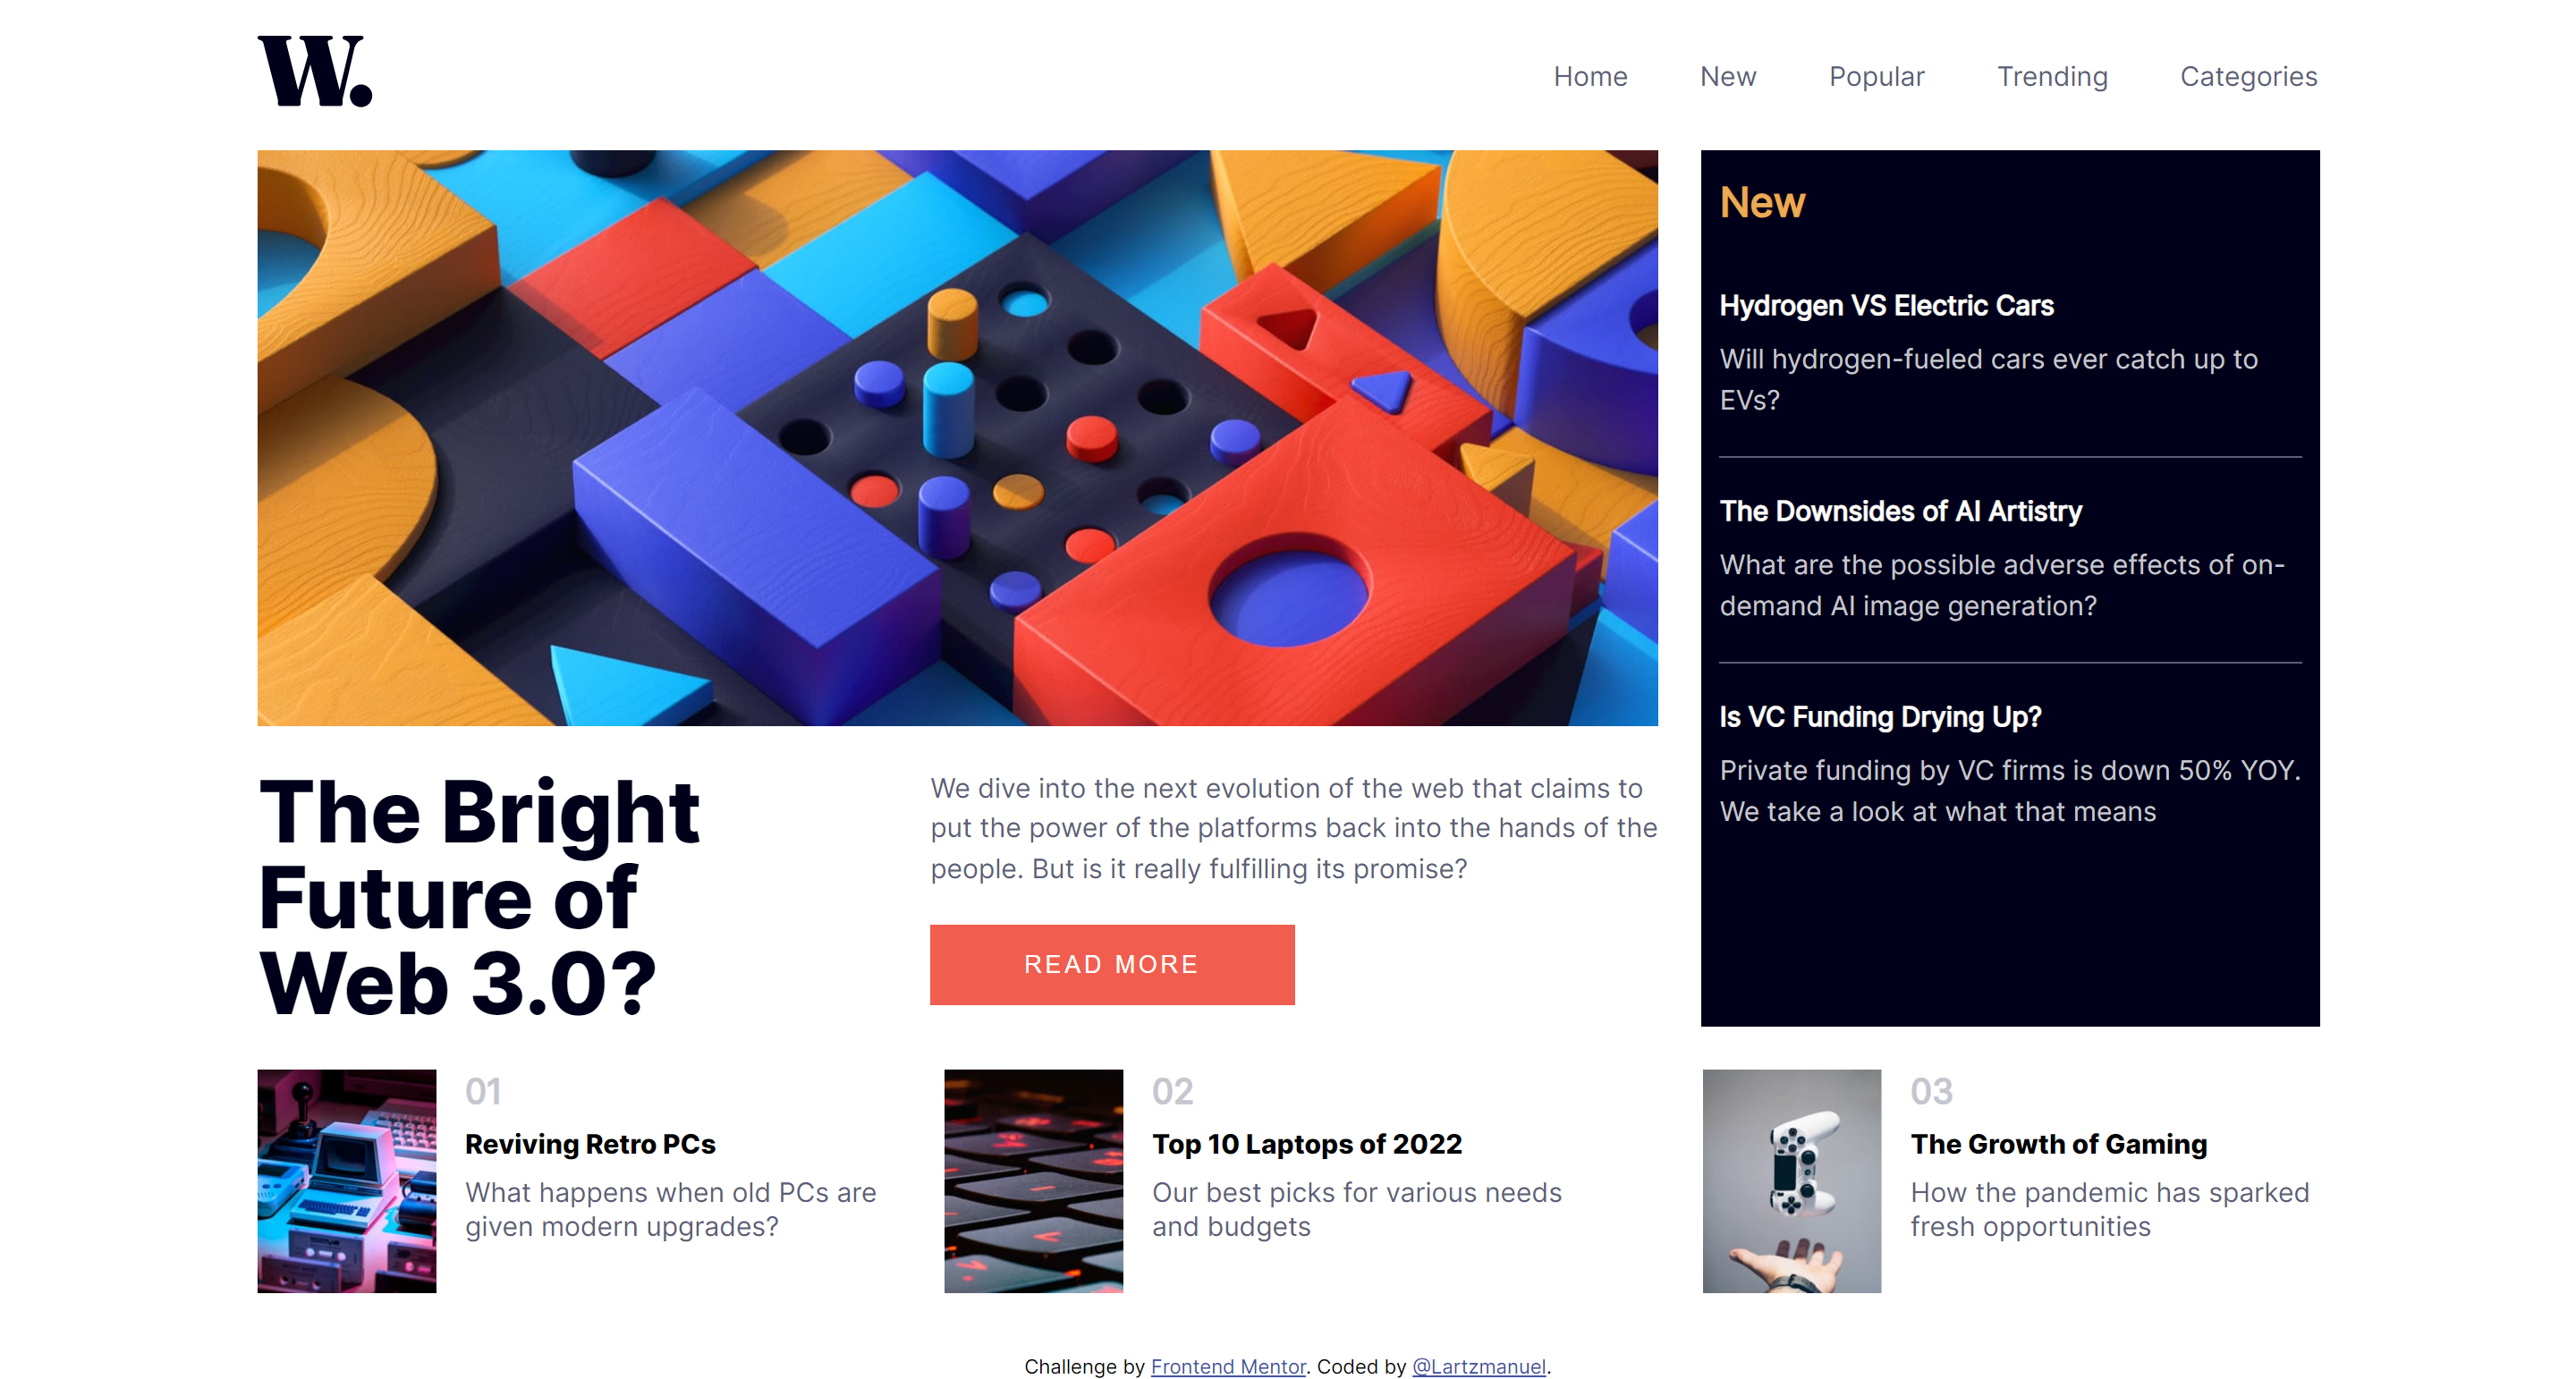 W.
Home New Popular Trending Categories
New
Hydrogen VS Electric Cars
Will hydrogen-fueled cars ever catch up to
EVs?
The Downsides of AI Artistry
What are the possible adverse effects of on-
demand AI image generation?
Is VC Funding Drying Up?
Private funding by VC firms is down 50% YOY.
We take a look at what that means
The Bright
Future of
Web 3.0?
We dive into the next evolution of the web that claims to
put the power of the platforms back into the hands of the
people. But is it really fulfilling its promise?
READ MORE
01
Reviving Retro PCs
What happens when old PCs are
given modern upgrades?
02
Top 10 Laptops of 2022
Our best picks for various needs
and budgets
03
The Growth of Gaming
How the pandemic has sparked
fresh opportunities
Challenge by Frontend Mentor. Coded by @Lartzmanuel.